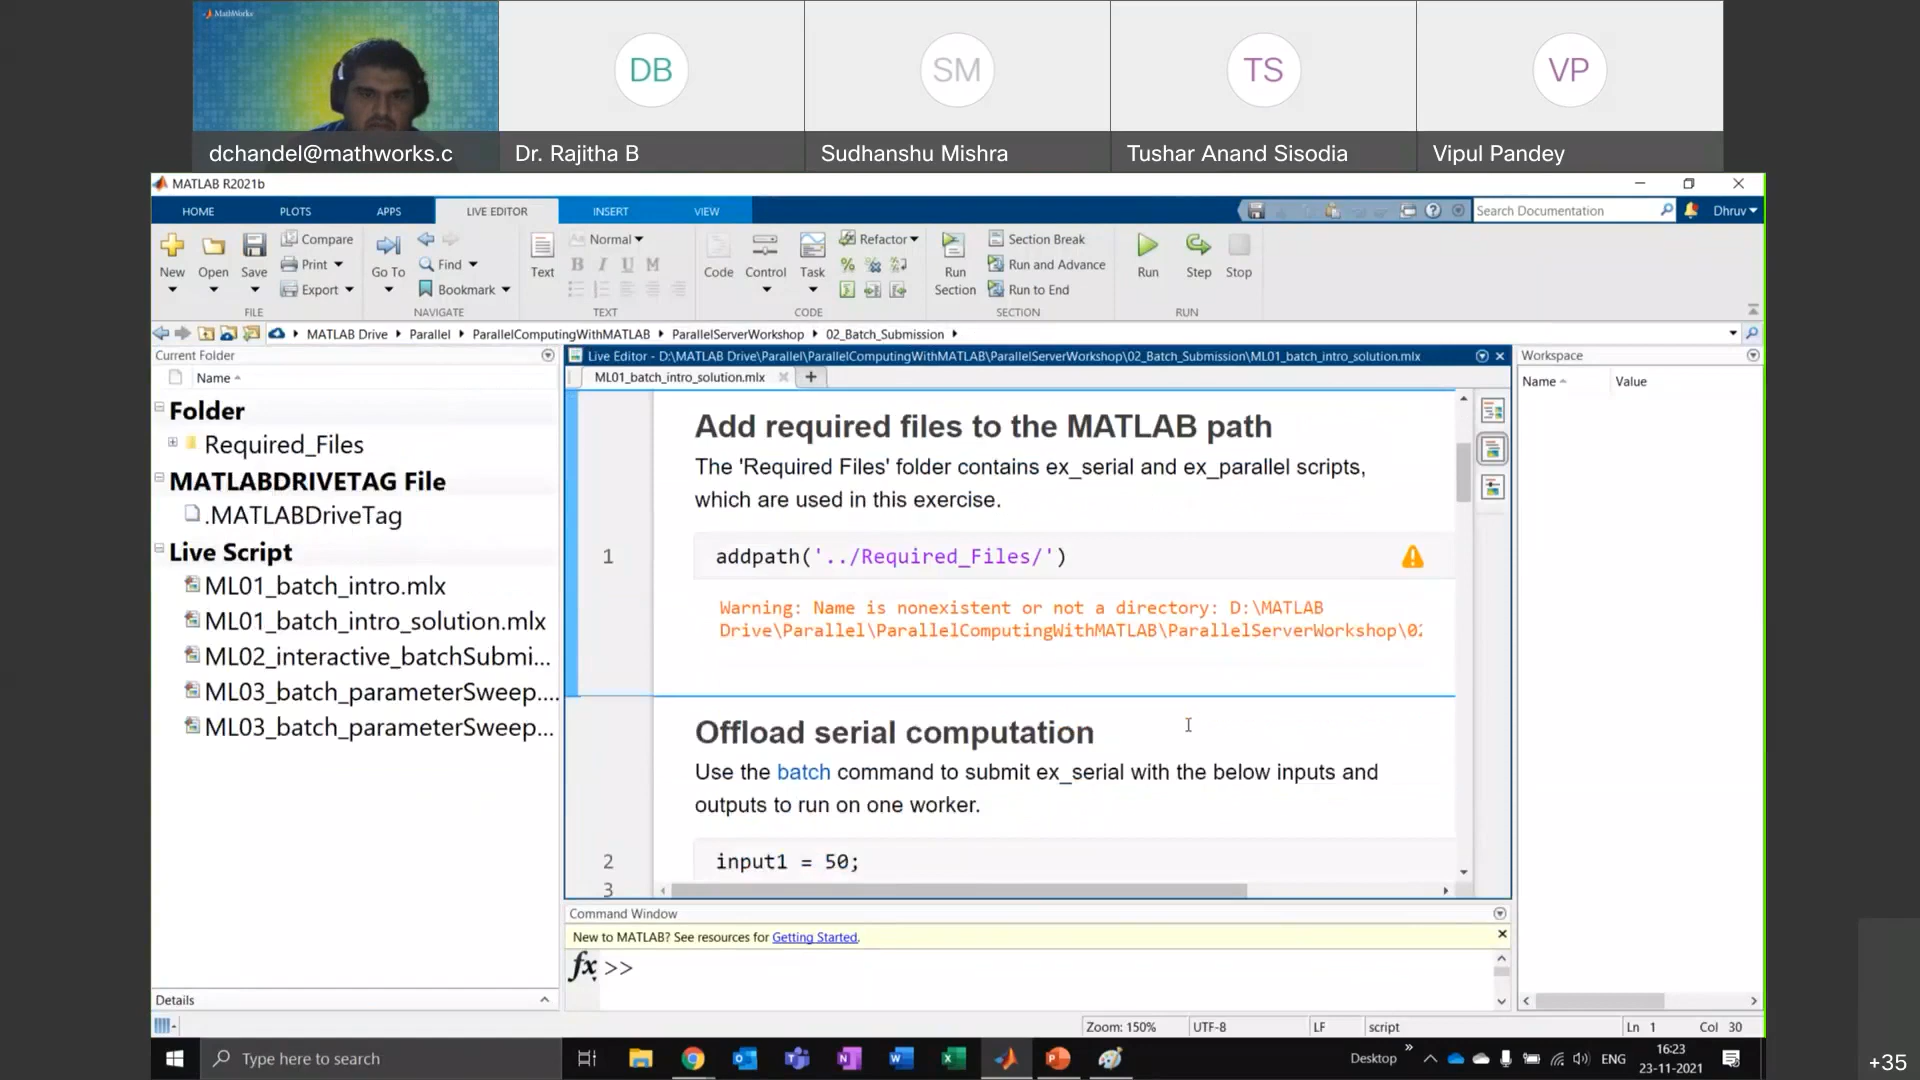 MathWorks
DB
SM
TS
VP
dchandel@mathworks.c
Dr. Rajitha B
Sudhanshu Mishra
Tushar Anand Sisodia
Vipul Pandey
MATLAB R2021b
HOME
PLOTS
APPS
LIVE EDITOR
INSERT
VIEW
Search Documentation
Dhruv
New
Open
Save
Compare
Print
Export
FILE
Go To
Find
Bookmark
NAVIGATE
Text
Aa Normal
B I U M
TEXT
Code
Control
Task
Refactor
CODE
Run Section
Section Break
Run and Advance
Run to End
SECTION
Run
Step
Stop
RUN
MATLAB Drive
Parallel
ParallelComputingWithMATLAB
ParallelServerWorkshop
02_Batch_Submission
Current Folder
Name
Folder
Required_Files
MATLABDRIVETAG File
.MATLABDriveTag
Live Script
ML01_batch_intro.mlx
ML01_batch_intro_solution.mlx
ML02_interactive_batchSubmi...
ML03_batch_parameterSweep....
ML03_batch_parameterSweep...
Details
Live Editor - D:\MATLAB Drive\Parallel\ParallelComputingWithMATLAB\ParallelServerWorkshop\02_Batch_Submission\ML01_batch_intro_solution.mlx
ML01_batch_intro_solution.mlx
Add required files to the MATLAB path
The 'Required Files' folder contains ex_serial and ex_parallel scripts,
which are used in this exercise.
1
addpath('../Required_Files/')
Warning: Name is nonexistent or not a directory: D:\MATLAB
Drive\Parallel\ParallelComputingWithMATLAB\ParallelServerWorkshop\02
Offload serial computation
Use the batch command to submit ex_serial with the below inputs and
outputs to run on one worker.
2
input1 = 50;
3
Command Window
New to MATLAB? See resources for Getting Started.
fx >>
Workspace
Name
Value
Zoom: 150%
UTF-8
LF
script
Ln 1
Col 30
Type here to search
Desktop
ENG
16:23
23-11-2021
+35